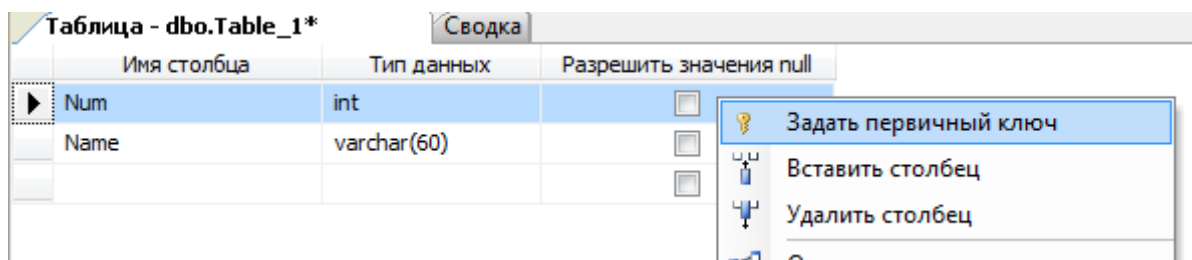 Таблица - dbo.Table_1* Сводка
Имя столбца Тип данных Разрешить значения null
Num int
Задать первичный ключ
Name varchar(60)
Вставить столбец
Удалить столбец